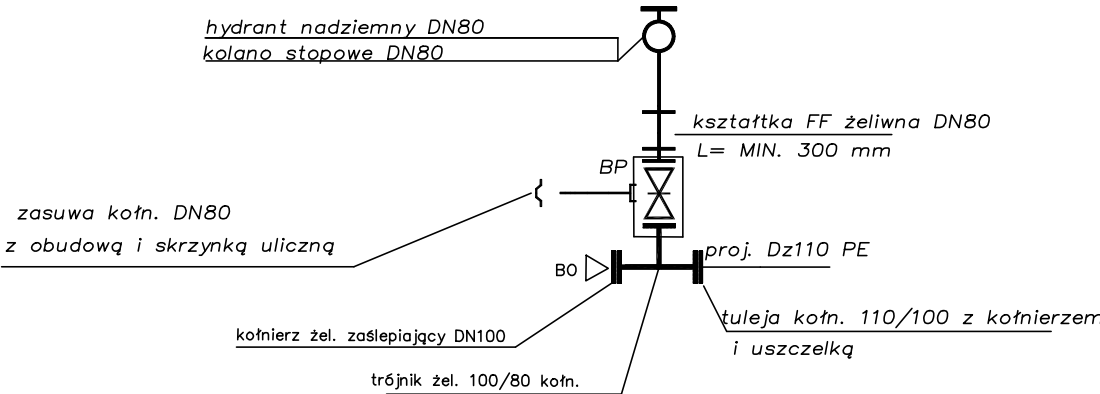 hydrant nadziemny DN80
kolano stopowe DN80
kształtka FF żeliwna DN80
L= MIN. 300 mm
BP
zasuwa kołn. DN80
z obudową i skrzynką uliczną
proj. Dz110 PE
BO
tuleja kołn. 110/100 z kołnierzem
i uszczelką
kołnierz żel. zaślepiający DN100
trójnik żel. 100/80 kołn.